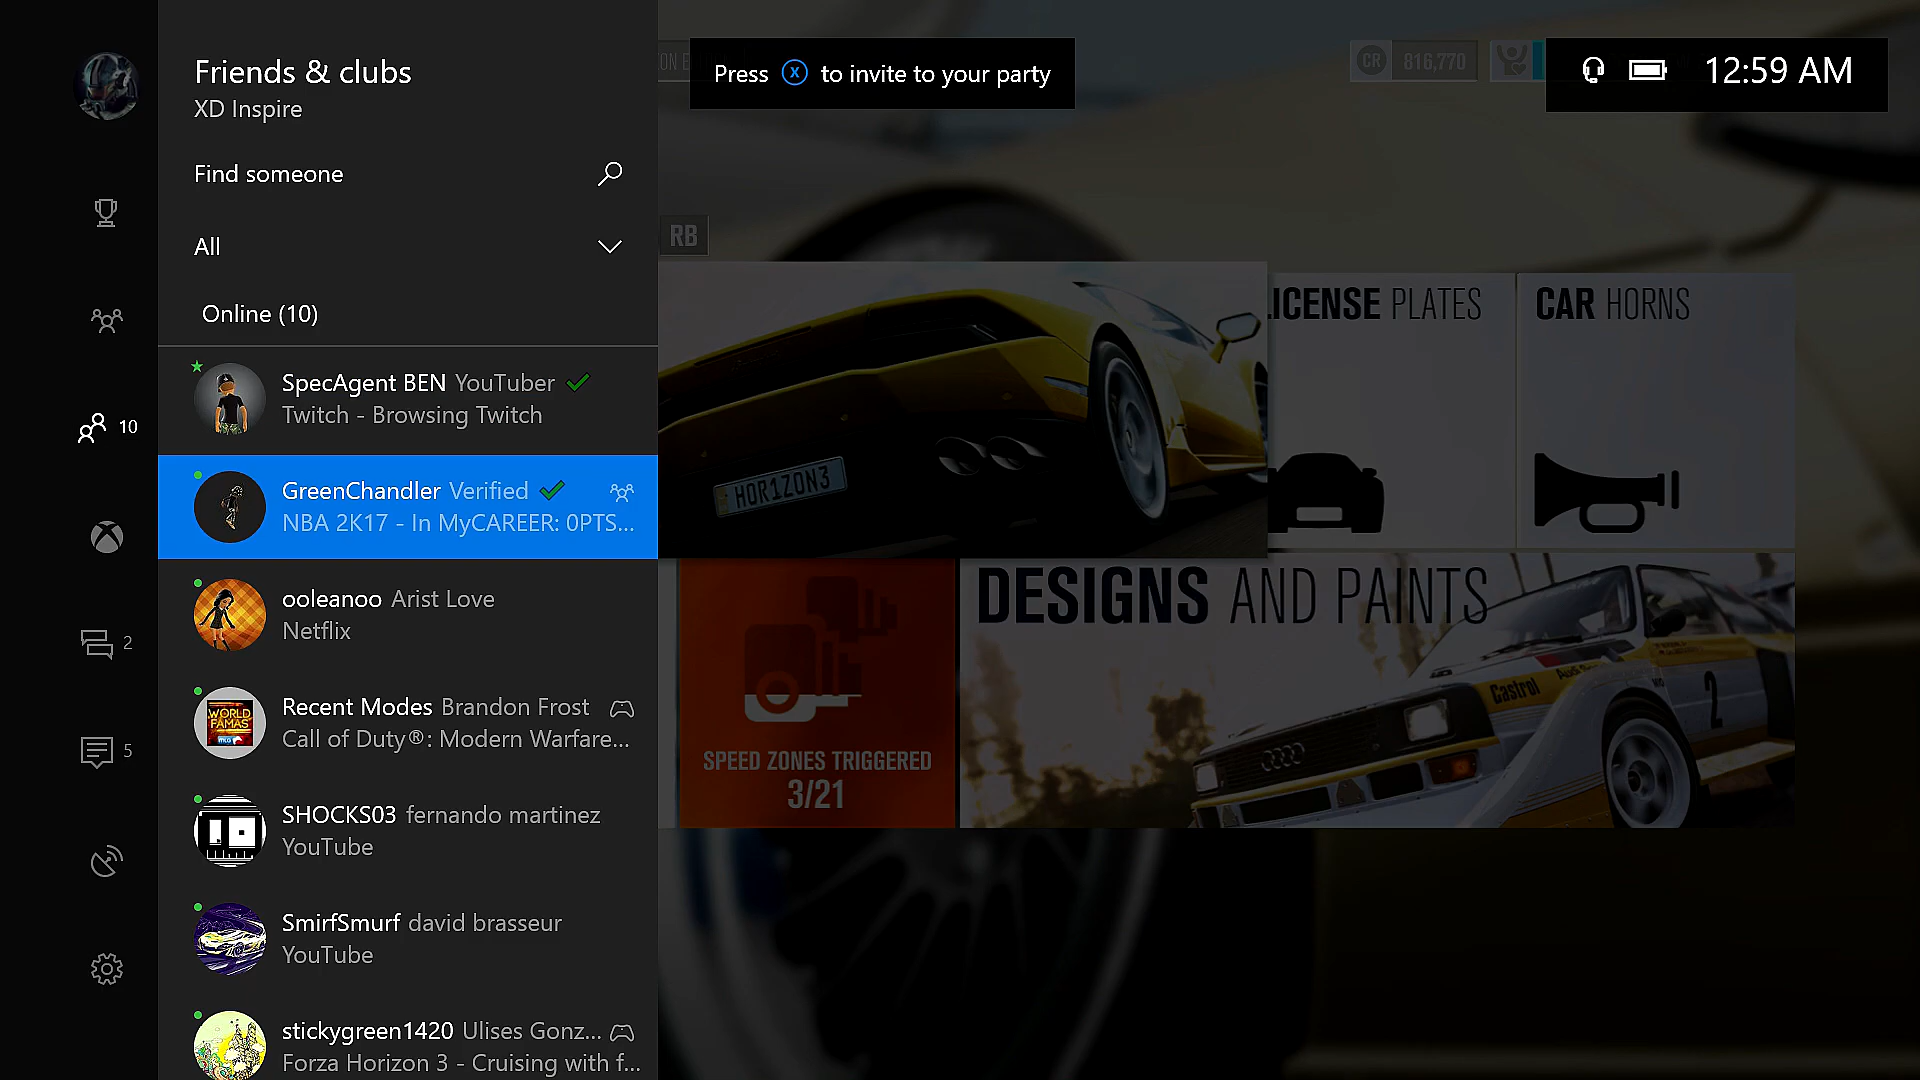 Friends & clubs
XD Inspire
Find someone
All
Online (10)
SpecAgent BEN YouTuber
Twitch - Browsing Twitch
GreenChandler Verified
NBA 2K17 - In MyCAREER: 0PTS...
ooleanoo Arist Love
Netflix
Recent Modes Brandon Frost
Call of Duty®: Modern Warfare...
SHOCKS03 fernando martinez
YouTube
SmirfSmurf david brasseur
YouTube
stickygreen1420 Ulises Gonz...
Forza Horizon 3 - Cruising with f...
10
2
5
Press X to invite to your party
CR 816,770
12:59 AM
RB
HOR1ZON3
ICENSE PLATES
CAR HORNS
SPEED ZONES TRIGGERED
3/21
DESIGNS AND PAINTS
Castrol
2
WORLD
FAMAS